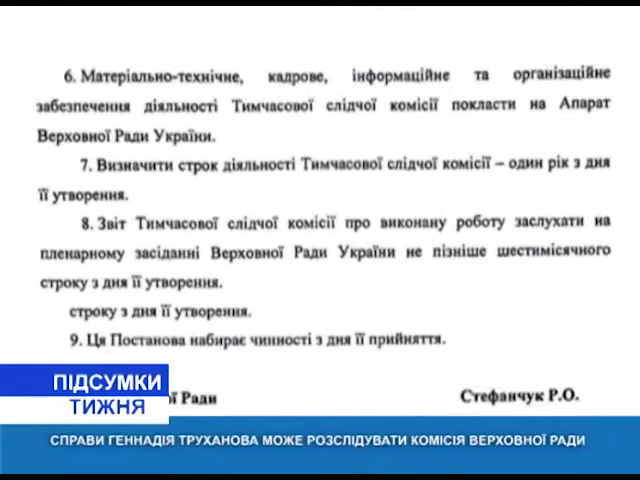 6. Матеріально-технічне, кадрове, інформаційне та організаційне
забезпечення діяльності Тимчасової слідчої комісії покласти на Апарат
Верховної Ради України.
7. Визначити строк діяльності Тимчасової слідчої комісії – один рік з дня
її утворення.
8. Звіт Тимчасової слідчої комісії про виконану роботу заслухати на
пленарному засіданні Верховної Ради України не пізніше шестимісячного
строку з дня її утворення.
строку з дня її утворення.
9. Ця Постанова набирає чинності з дня її прийняття.
Ради Стефанчук Р.О.
ПІДСУМКИ
ТИЖНЯ
СПРАВИ ГЕННАДІЯ ТРУХАНОВА МОЖЕ РОЗСЛІДУВАТИ КОМІСІЯ ВЕРХОВНОЇ РАДИ